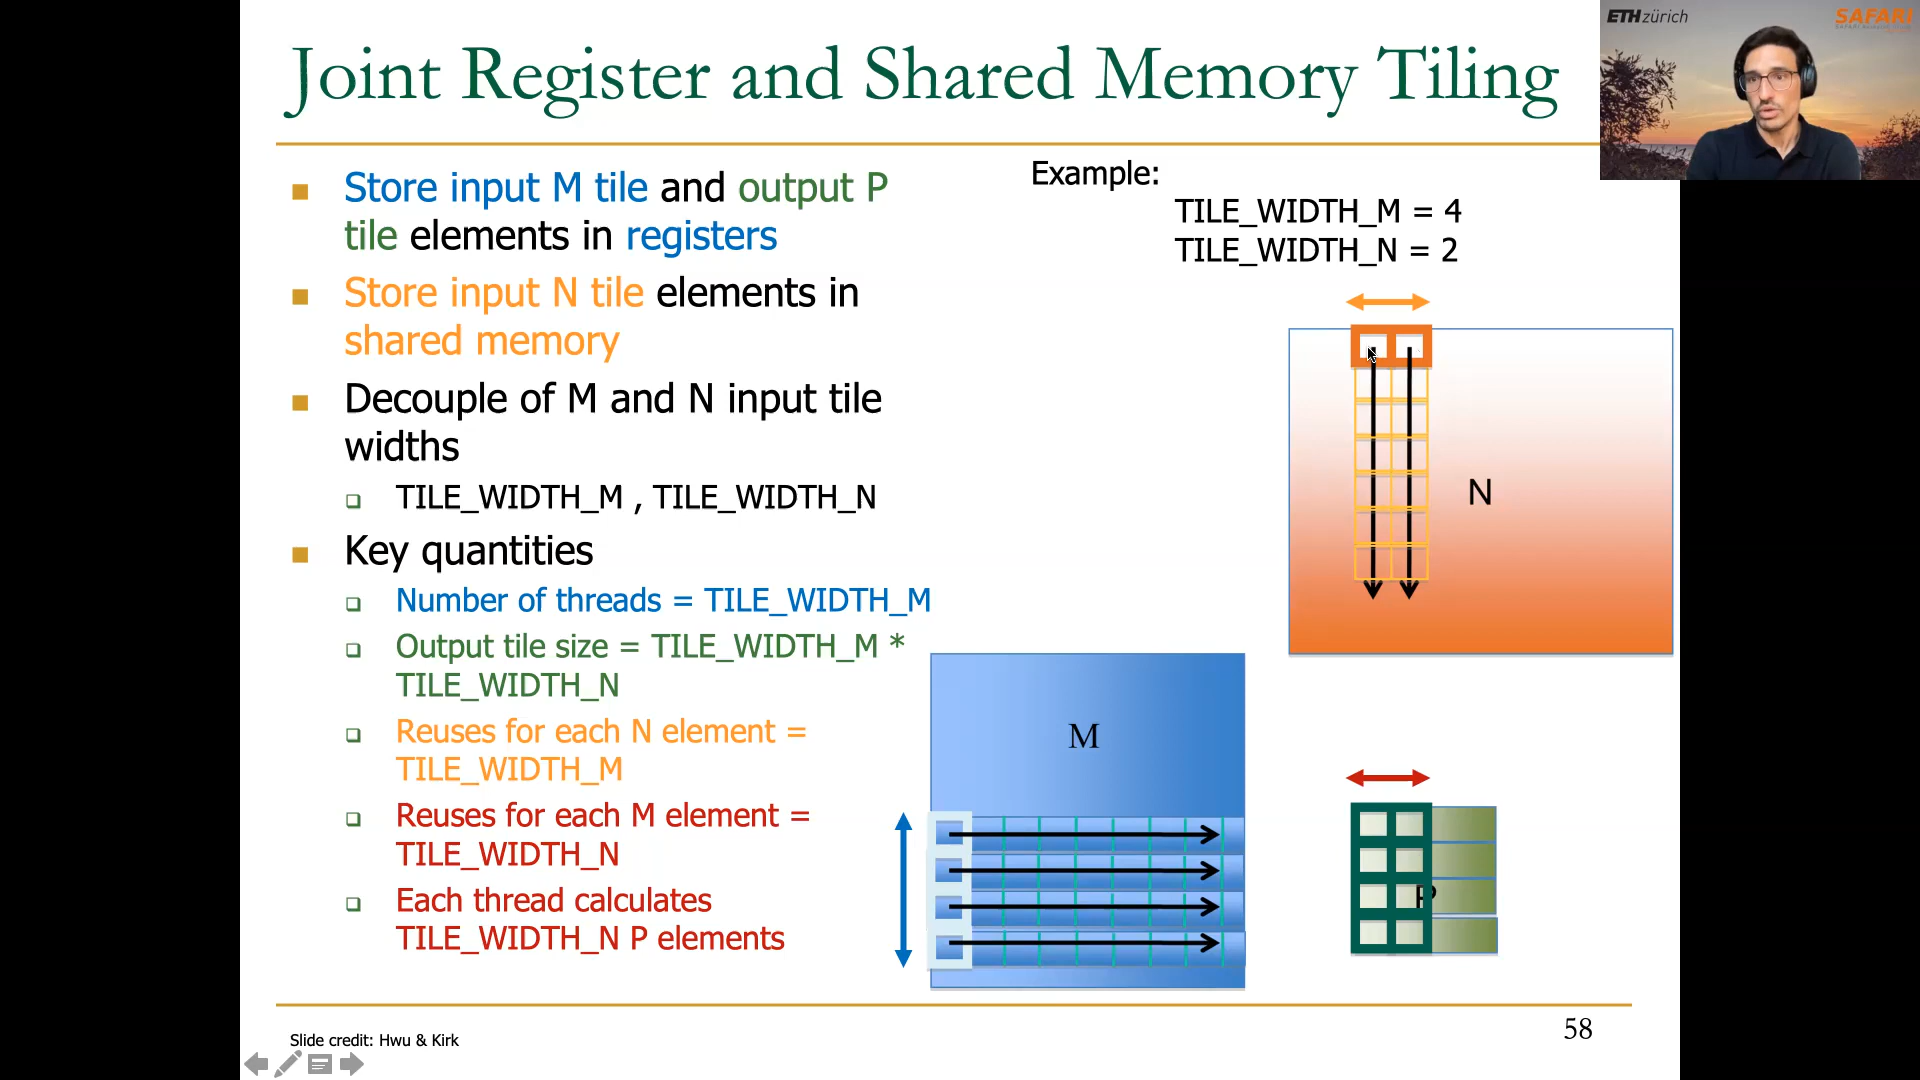 Joint Register and Shared Memory Tiling
ETH zürich
SAFARI
Store input M tile and output P
tile elements in registers
Store input N tile elements in
shared memory
Decouple of M and N input tile
widths
TILE_WIDTH_M , TILE_WIDTH_N
Key quantities
Number of threads = TILE_WIDTH_M
Output tile size = TILE_WIDTH_M *
TILE_WIDTH_N
Reuses for each N element =
TILE_WIDTH_M
Reuses for each M element =
TILE_WIDTH_N
Each thread calculates
TILE_WIDTH_N P elements
Example:
TILE_WIDTH_M = 4
TILE_WIDTH_N = 2
N
M
P
Slide credit: Hwu & Kirk
58